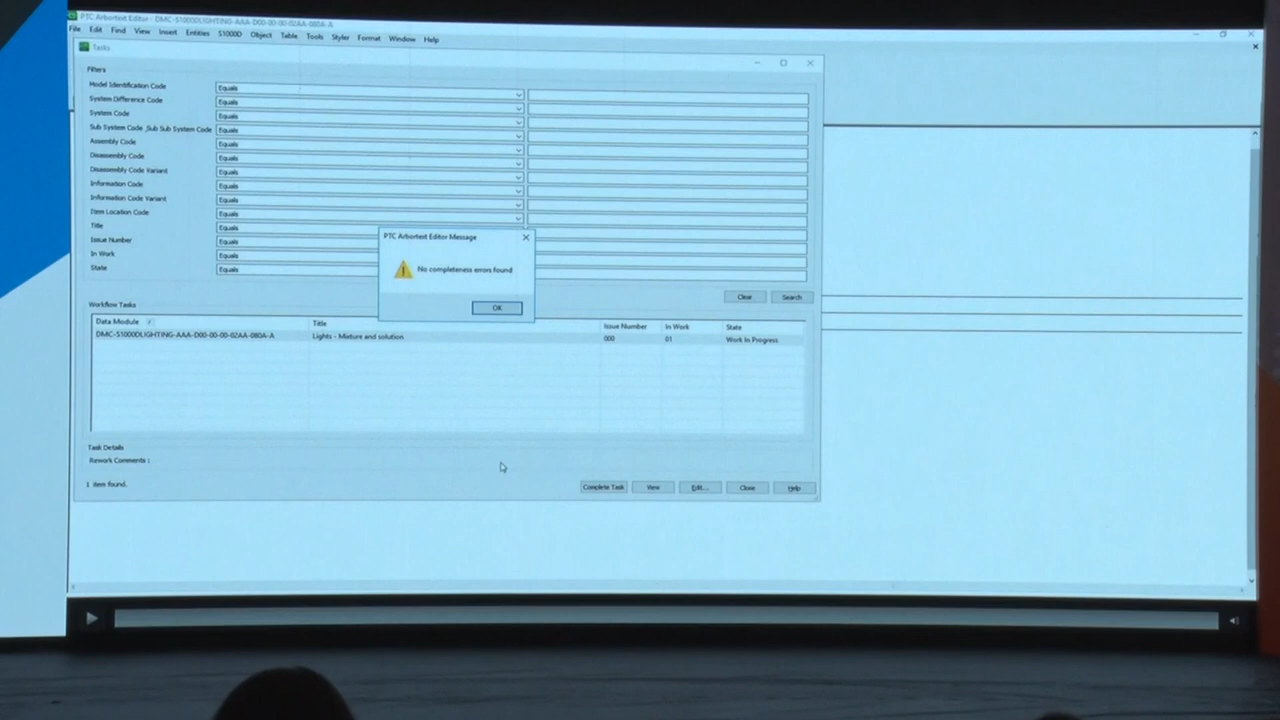 PTC Arbortext Editor - DMC-S1000DLIGHTING-AAA-D00-00-00-02AA-080A-A
File Edit Find View Insert Entities S1000D Object Table Tools Styler Format Window Help
Tasks
Filters
Model Identification Code Equals
System Difference Code Equals
System Code Equals
Sub System Code ,Sub Sub System Code Equals
Assembly Code Equals
Disassembly Code Equals
Disassembly Code Variant Equals
Information Code Equals
Information Code Variant Equals
Item Location Code Equals
Title Equals
Issue Number Equals
In Work Equals
State Equals
PTC Arbortext Editor Message
No completeness errors found
OK
Clear Search
Workflow Tasks
Data Module Title Issue Number In Work State
DMC-S1000DLIGHTING-AAA-D00-00-00-02AA-080A-A Lights - Mixture and solution 000 01 Work In Progress
Task Details
Rework Comments :
1 item found.
Complete Task View Edit... Close Help